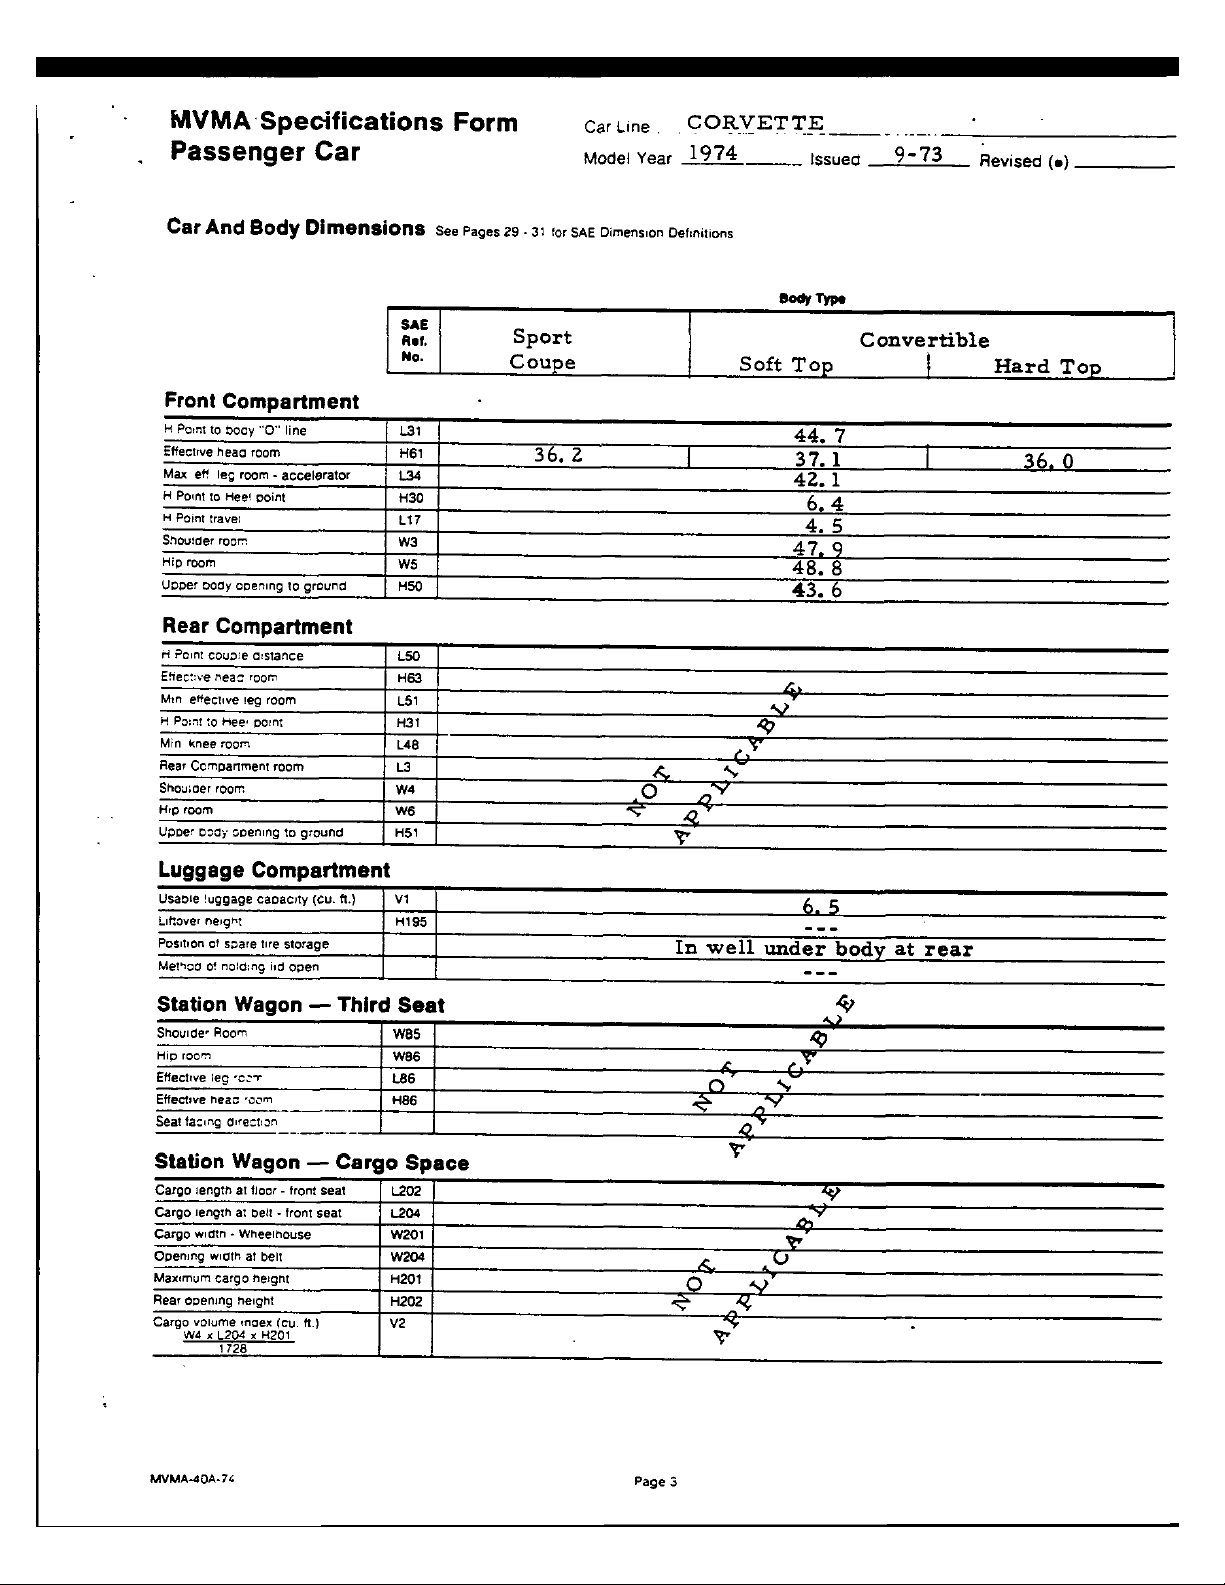 MVMA Specifications Form
Passenger Car
Car Line CORVETTE
Model Year 1974 Issued 9-73 Revised (•)
Car And Body Dimensions See Pages 29 - 31 for SAE Dimension Definitions
Body Type
SAE Ref. No.
Sport Coupe
Convertible
Soft Top Hard Top
Front Compartment
H Point to body "O" line L31 44.7
Effective head room H61 36.2 37.1 36.0
Max eff leg room - accelerator L34 42.1
H Point to Heel point H30 6.4
H Point travel L17 4.5
Shoulder room W3 47.9
Hip room W5 48.8
Upper body opening to ground H50 43.6
Rear Compartment
H Point couple distance L50
Effective head room H63
Min effective leg room L51
H Point to Heel point H31
Min knee room L48
Rear Compartment room L3
Shoulder room W4
Hip room W6
Upper body opening to ground H51
NOT APPLICABLE
Luggage Compartment
Usable luggage capacity (cu. ft.) V1 6.5
Liftover height H195 ---
Position of spare tire storage In well under body at rear
Method of holding lid open ---
Station Wagon — Third Seat
Shoulder Room W85
Hip room W86
Effective leg room L86
Effective head room H86
Seat facing direction
NOT APPLICABLE
Station Wagon — Cargo Space
Cargo length at floor - front seat L202
Cargo length at belt - front seat L204
Cargo width - Wheelhouse W201
Opening width at belt W204
Maximum cargo height H201
Rear opening height H202
Cargo volume index (cu. ft.) V2
W4 x L204 x H201
1728
NOT APPLICABLE
MVMA-40A-74
Page 3